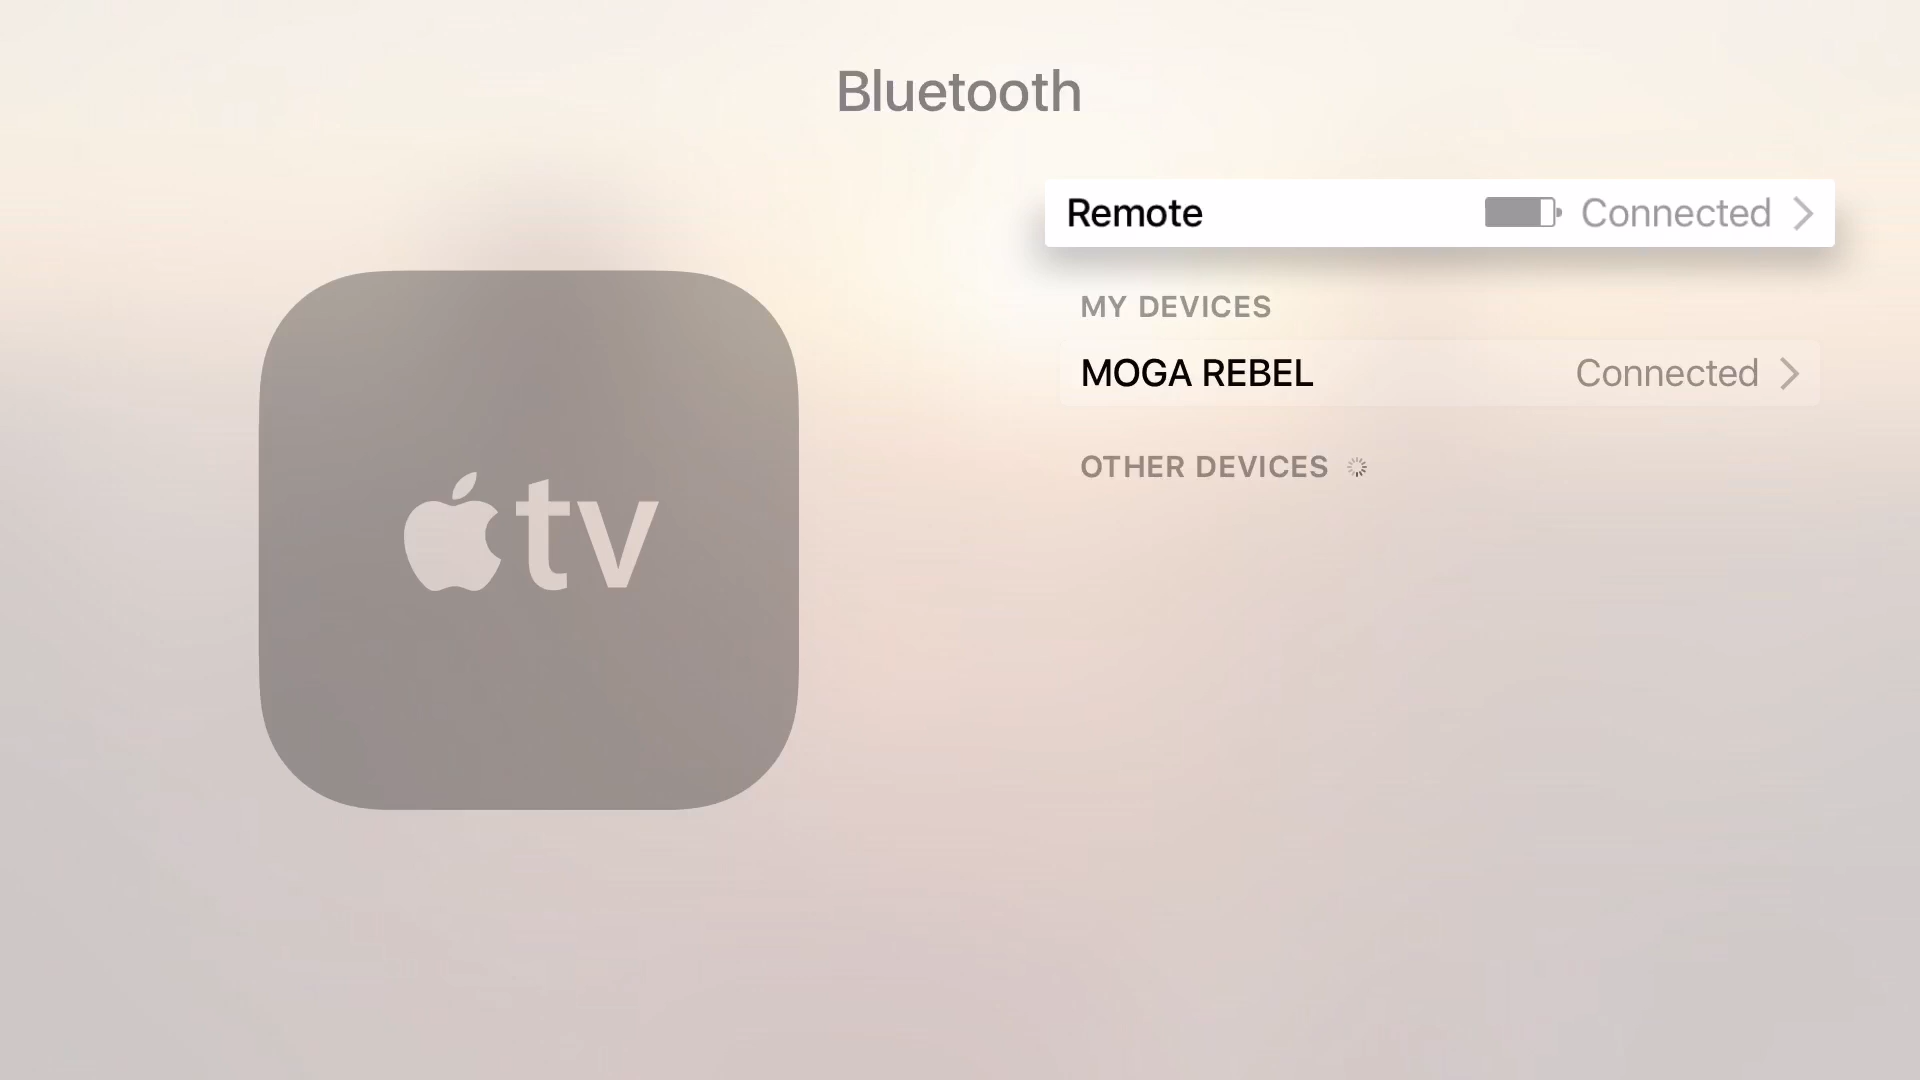 Bluetooth
Remote Connected
MY DEVICES
MOGA REBEL Connected
OTHER DEVICES
tv